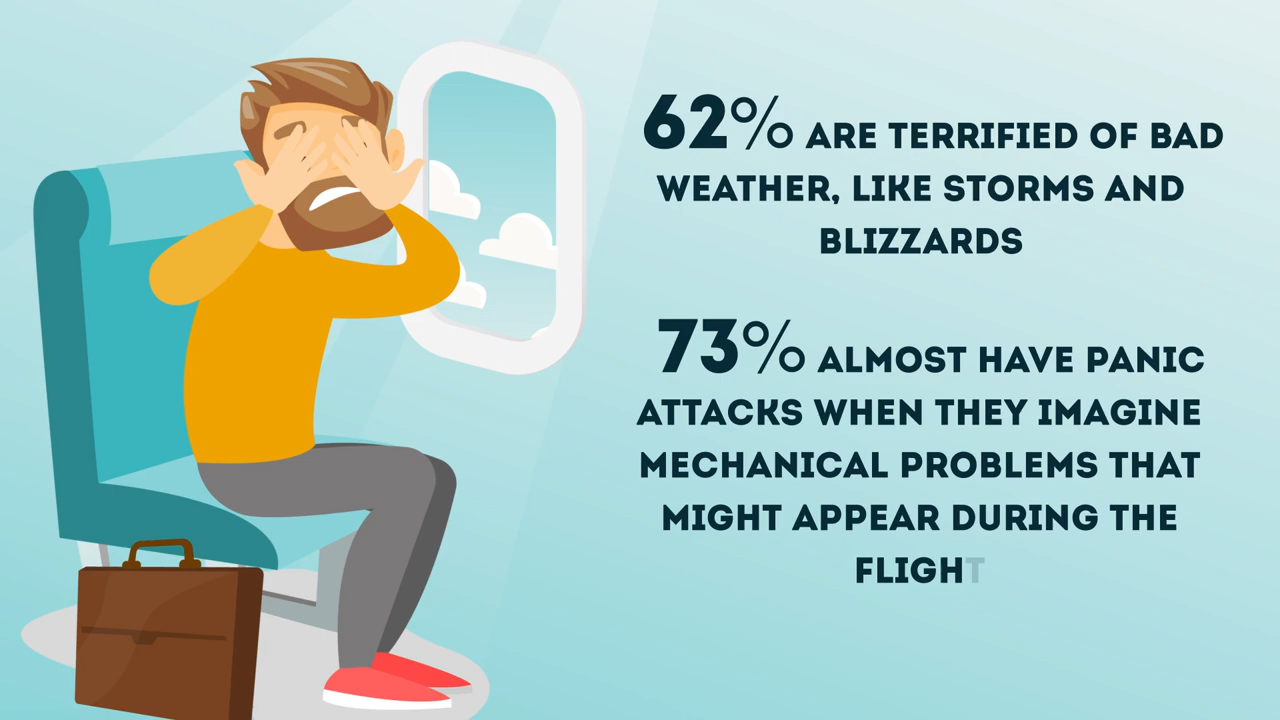 62% ARE TERRIFIED OF BAD
WEATHER, LIKE STORMS AND
BLIZZARDS
73% ALMOST HAVE PANIC
ATTACKS WHEN THEY IMAGINE
MECHANICAL PROBLEMS THAT
MIGHT APPEAR DURING THE
FLIGHT